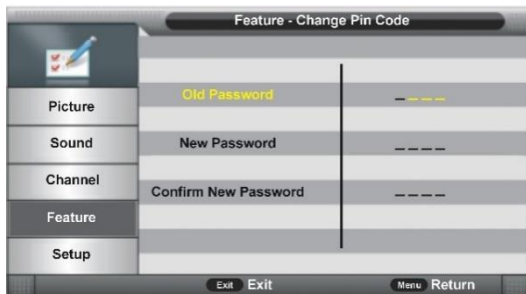 Feature - Change Pin Code
Picture
Sound
Channel
Feature
Setup
Old Password _ _ _ _
New Password _ _ _ _
Confirm New Password _ _ _ _
Exit Exit
Menu Return